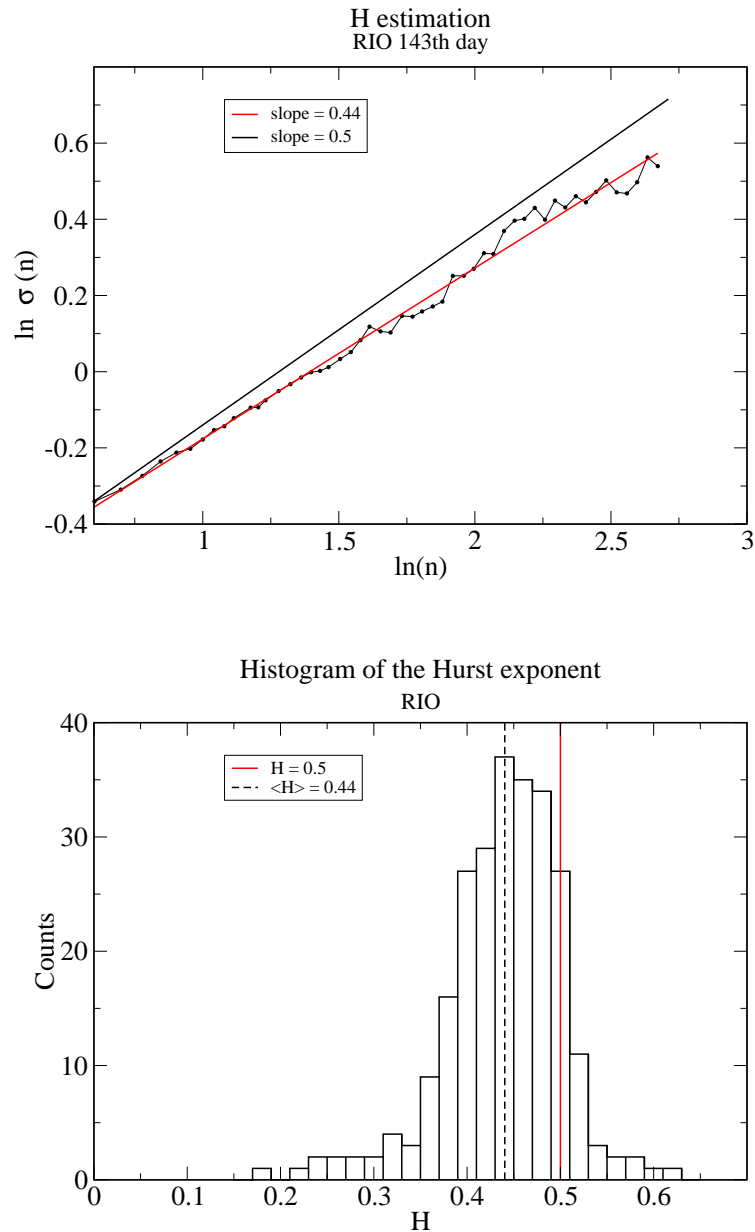 H estimation
RIO 143th day
slope = 0.44
slope = 0.5
0.6
0.4
0.2
0
-0.2
-0.4
ln σ (n)
1
1.5
2
2.5
3
ln(n)
Histogram of the Hurst exponent
RIO
H = 0.5
<H> = 0.44
40
30
20
10
0
Counts
0
0.1
0.2
0.3
0.4
0.5
0.6
H